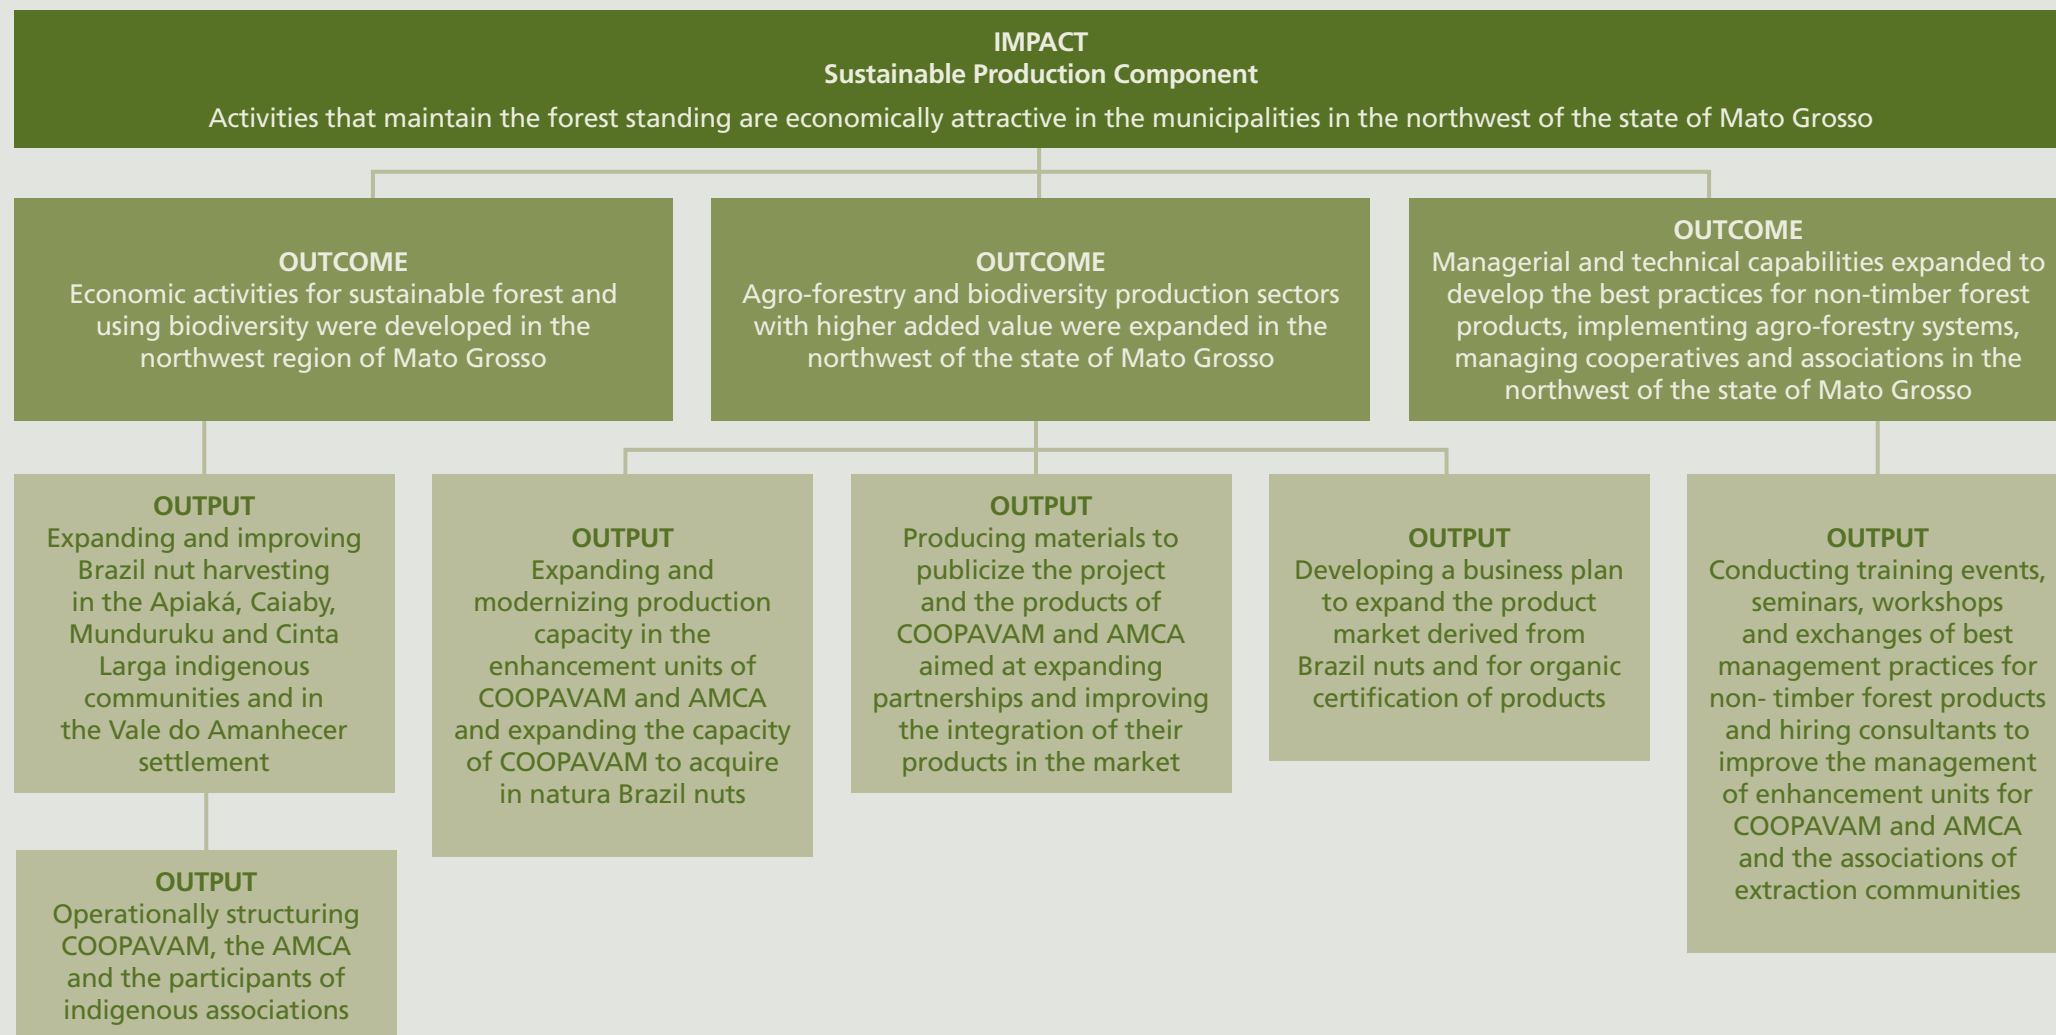 IMPACT
Sustainable Production Component
Activities that maintain the forest standing are economically attractive in the municipalities in the northwest of the state of Mato Grosso
OUTCOME
Economic activities for sustainable forest and
using biodiversity were developed in the
northwest region of Mato Grosso
OUTCOME
Agro-forestry and biodiversity production sectors
with higher added value were expanded in the
northwest of the state of Mato Grosso
OUTCOME
Managerial and technical capabilities expanded to
develop the best practices for non-timber forest
products, implementing agro-forestry systems,
managing cooperatives and associations in the
northwest of the state of Mato Grosso
OUTPUT
Expanding and improving
Brazil nut harvesting
in the Apiaká, Caiaby,
Munduruku and Cinta
Larga indigenous
communities and in
the Vale do Amanhecer
settlement
OUTPUT
Expanding and
modernizing production
capacity in the
enhancement units of
COOPAVAM and AMCA
and expanding the capacity
of COOPAVAM to acquire
in natura Brazil nuts
OUTPUT
Producing materials to
publicize the project
and the products of
COOPAVAM and AMCA
aimed at expanding
partnerships and improving
the integration of their
products in the market
OUTPUT
Developing a business plan
to expand the product
market derived from
Brazil nuts and for organic
certification of products
OUTPUT
Conducting training events,
seminars, workshops
and exchanges of best
management practices for
non- timber forest products
and hiring consultants to
improve the management
of enhancement units for
COOPAVAM and AMCA
and the associations of
extraction communities
OUTPUT
Operationally structuring
COOPAVAM, the AMCA
and the participants of
indigenous associations